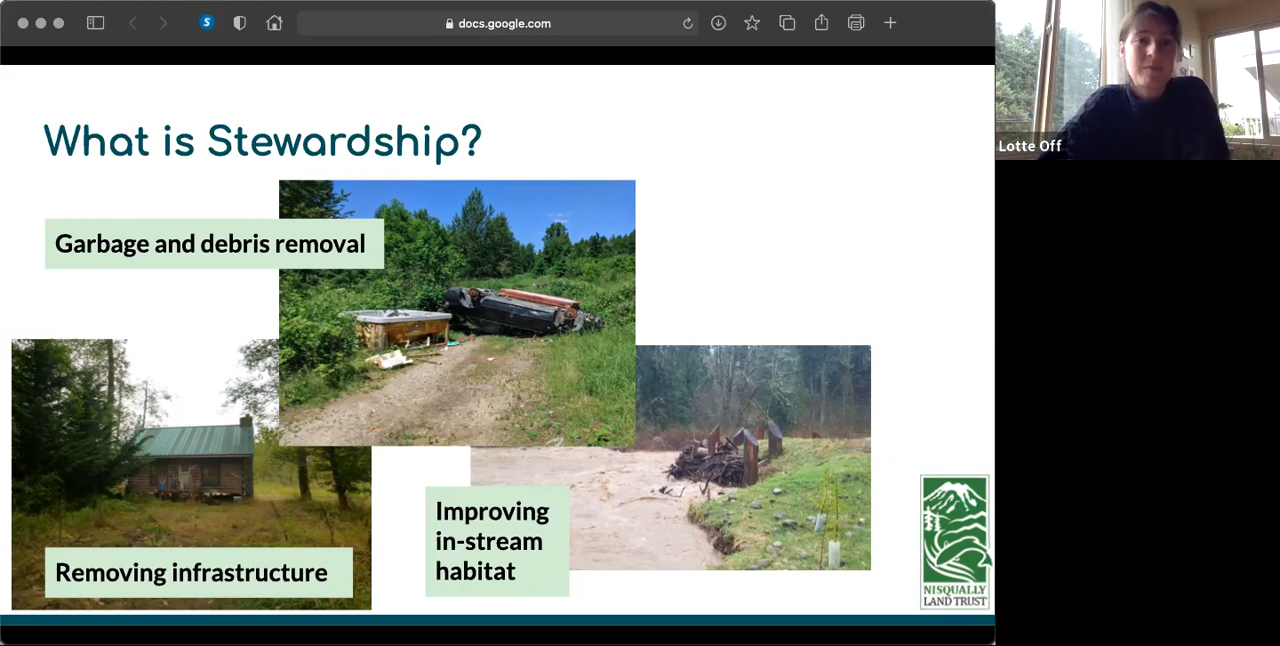 docs.google.com
What is Stewardship?
Garbage and debris removal
Removing infrastructure
Improving
in-stream
habitat
NISQUALLY
LAND TRUST
Lotte Off